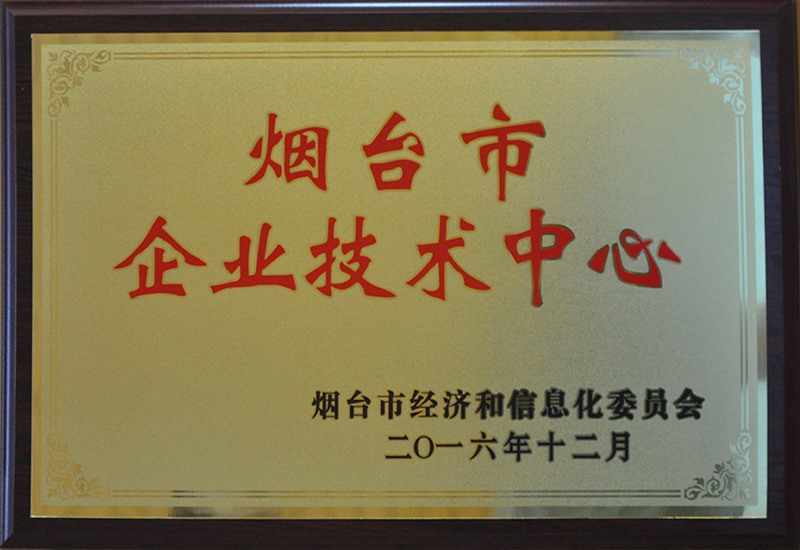 烟台市
企业技术中心
烟台市经济和信息化委员会
二〇一六年十二月